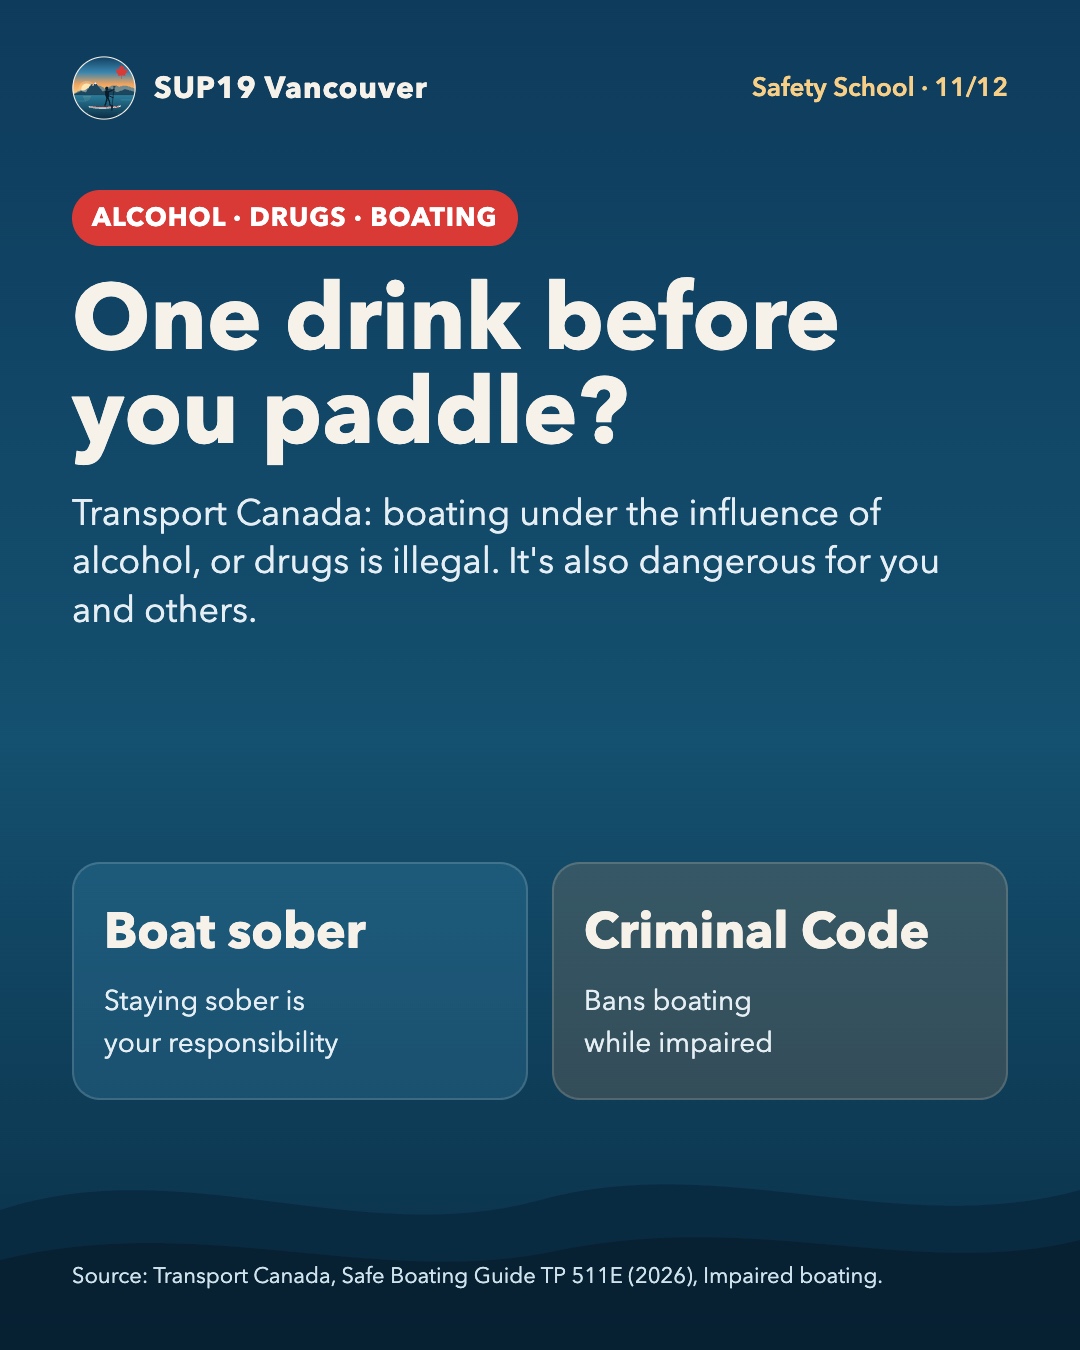 SUP19 Vancouver
Safety School · 11/12
ALCOHOL · DRUGS · BOATING
One drink before
you paddle?
Transport Canada: boating under the influence of
alcohol, or drugs is illegal. It's also dangerous for you
and others.
Boat sober
Staying sober is
your responsibility
Criminal Code
Bans boating
while impaired
Source: Transport Canada, Safe Boating Guide TP 511E (2026), Impaired boating.